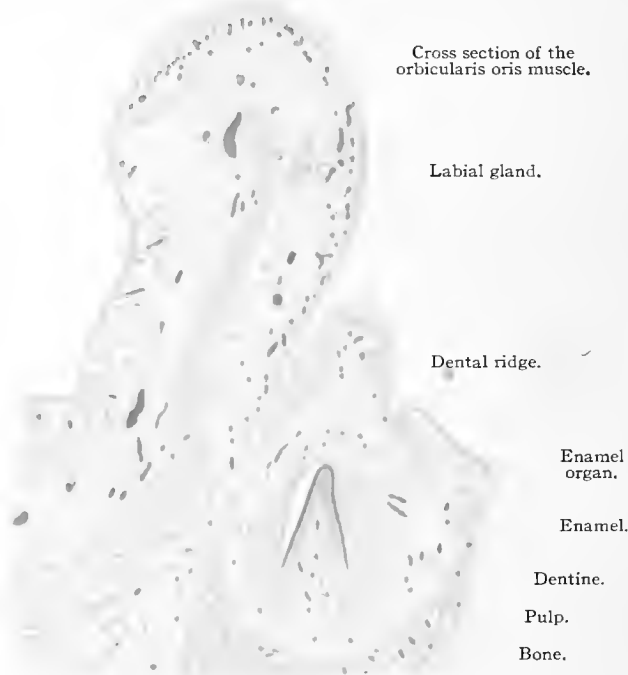 Cross section of the
orbicularis oris muscle.
Labial gland.
Dental ridge.
Enamel
organ.
Enamel.
Dentine.
Pulp.
Bone.